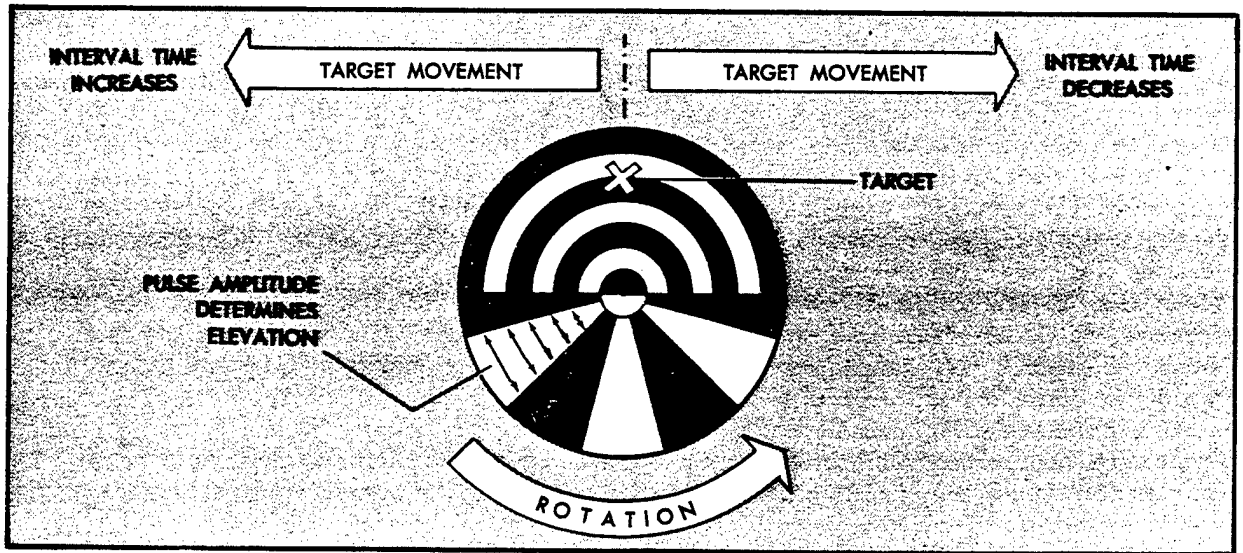 INTERVAL TIME
INCREASES
TARGET MOVEMENT
TARGET MOVEMENT
INTERVAL TIME
DECREASES
TARGET
PULSE AMPLITUDE
DETERMINES
ELEVATION
ROTATION